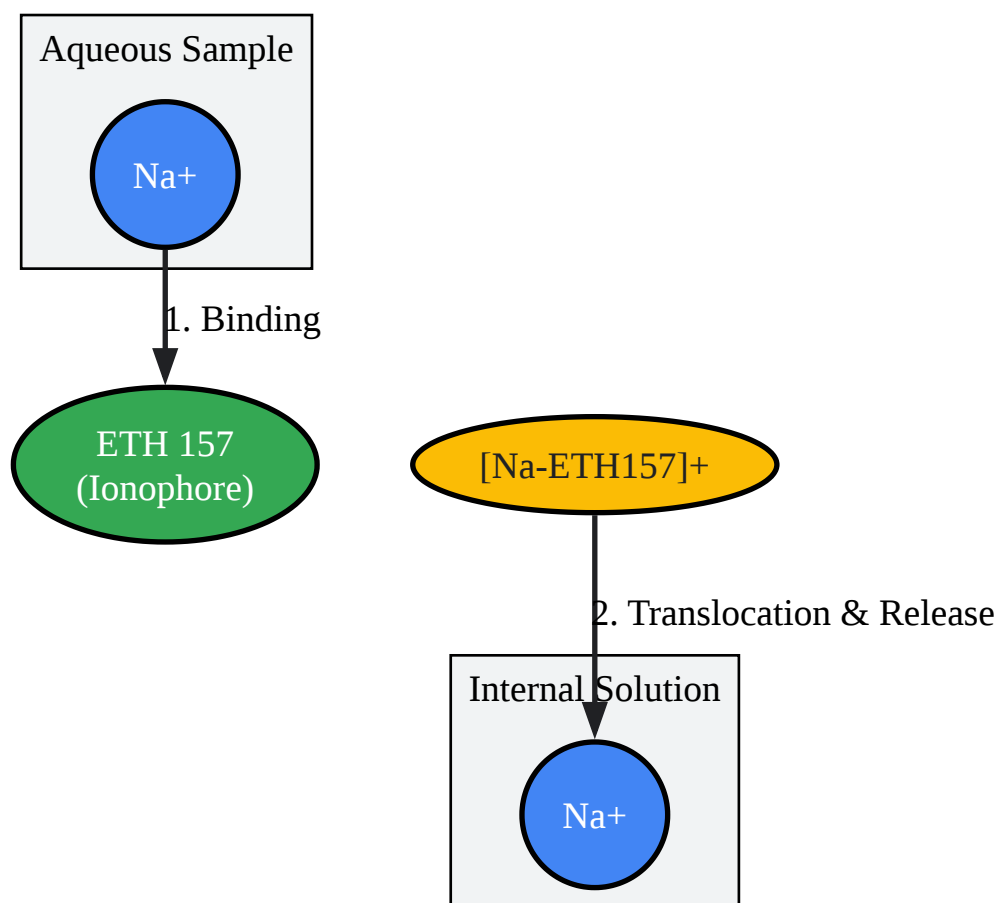 Aqueous Sample
Na+
1. Binding
ETH 157
(Ionophore)
[Na-ETH157]+
2. Translocation & Release
Internal Solution
Na+